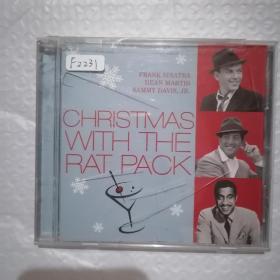 F2231
FRANK SINATRA
DEAN MARTIN
SAMMY DAVIS, JR.
CHRISTMAS
WITH THE
RAT PACK